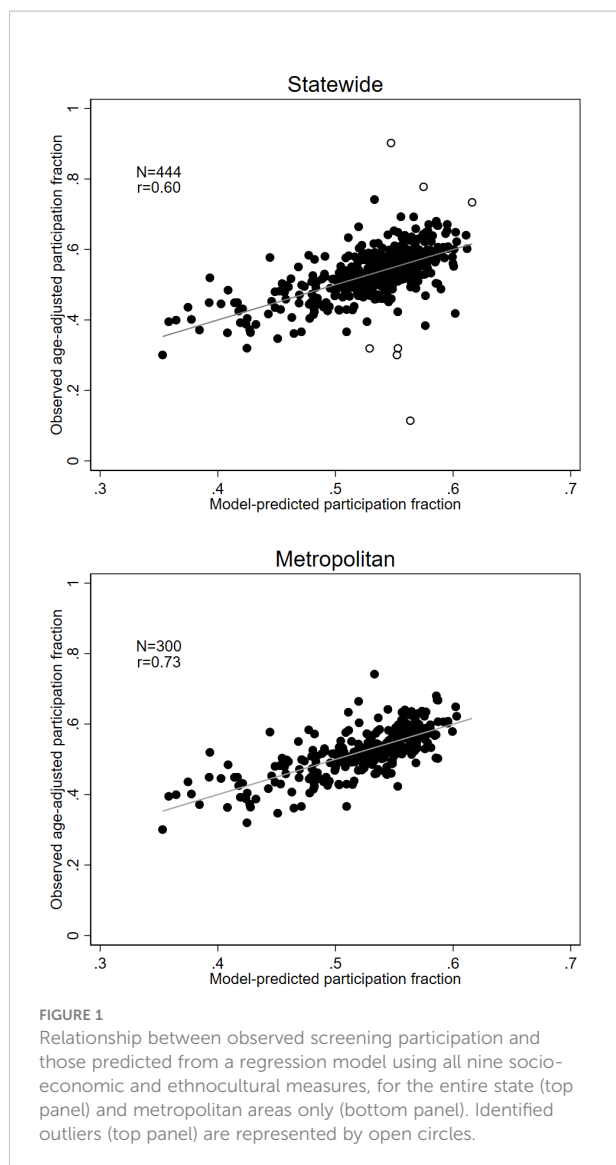 Statewide
N=444
r=0.60
Observed age-adjusted participation fraction
1
.8
.6
.4
.2
0
.3 .4 .5 .6 .7
Model-predicted participation fraction
Metropolitan
N=300
r=0.73
Observed age-adjusted participation fraction
1
.8
.6
.4
.2
0
.3 .4 .5 .6 .7
Model-predicted participation fraction
FIGURE 1
Relationship between observed screening participation and
those predicted from a regression model using all nine socio-
economic and ethnocultural measures, for the entire state (top
panel) and metropolitan areas only (bottom panel). Identified
outliers (top panel) are represented by open circles.